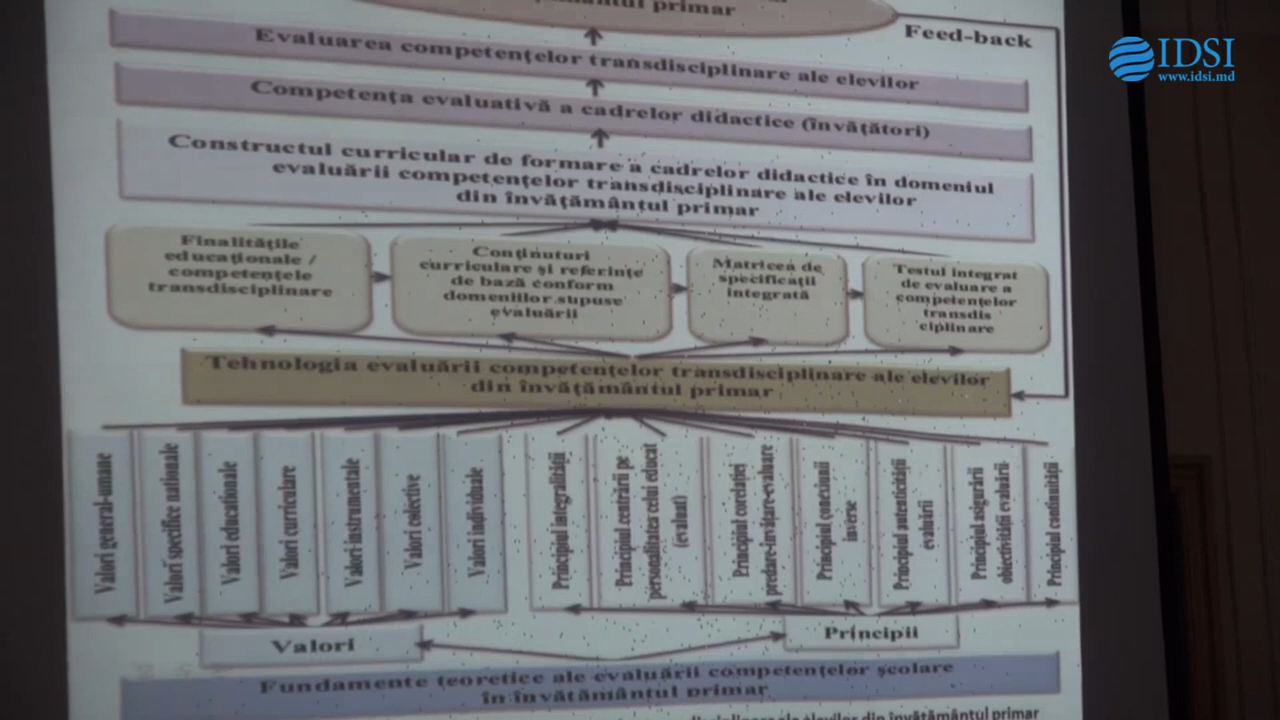 primar
Feed-back
IDSI
www.idsi.md
Evaluarea competențelor transdisciplinare ale elevilor
Competența evaluativă a cadrelor didactice (învățători)
Constructul curricular de formare a cadrelor didactice în domeniul
evaluării competențelor transdisciplinare ale elevilor
din învățământul primar
Finalitățile
educaționale /
competențele
transdisciplinare
Conținuturi
curriculare și referințe
de bază conform
domeniilor supuse
evaluării
Matricea de
specificații
integrată
Testul integrat
de evaluare a
competențelor
transdis
ciplinare
Tehnologia evaluării competențelor transdisciplinare ale elevilor
din învățământul primar
Valori general-umane
Valori specifice naționale
Valori educaționale
Valori curriculare
Valori instrumentale
Valori colective
Valori individuale
Principiul integralității
Principiul centrării pe
personalitatea celui educat
(evaluat)
Principiul corelației
predare-învățare-evaluare
Principiul conexiunii
inverse
Principiul autenticității
evaluării
Principiul asigurării
obiectivității evaluării
Principiul continuității
Valori
Principii
Fundamente teoretice ale evaluării competențelor școlare
în învățământul primar
ale elevilor din învățământul primar